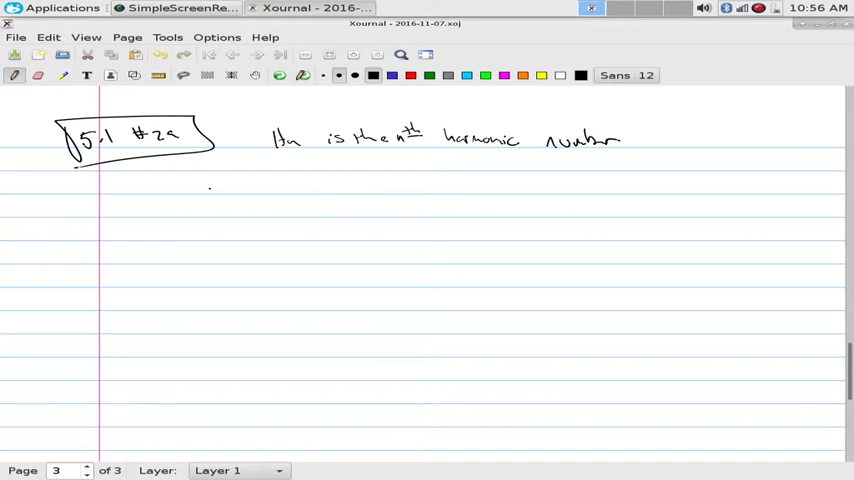 Applications SimpleScreenRe... Xournal - 2016-11-... 10:56 AM
Xournal - 2016-11-07.xoj
File Edit View Page Tools Options Help
T Sans 12
5.1 #2a Hn is the nth harmonic number
Page 3 of 3 Layer: Layer 1